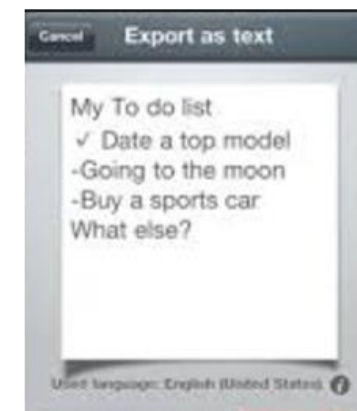 Cancel Export as text
My To do list
✓ Date a top model
-Going to the moon
-Buy a sports car
What else?
Used language: English (United States) i